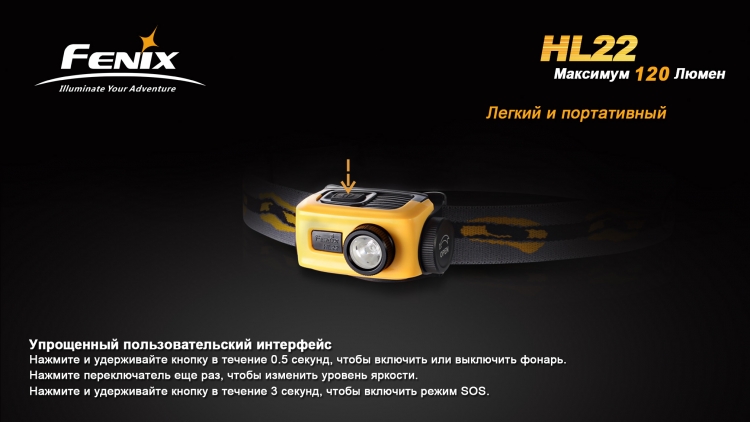 FENIX
Illuminate Your Adventure
HL22
Максимум 120 Люмен
Легкий и портативный
FENIX
OPEN
Упрощенный пользовательский интерфейс
Нажмите и удерживайте кнопку в течение 0.5 секунд, чтобы включить или выключить фонарь.
Нажмите переключатель еще раз, чтобы изменить уровень яркости.
Нажмите и удерживайте кнопку в течение 3 секунд, чтобы включить режим SOS.